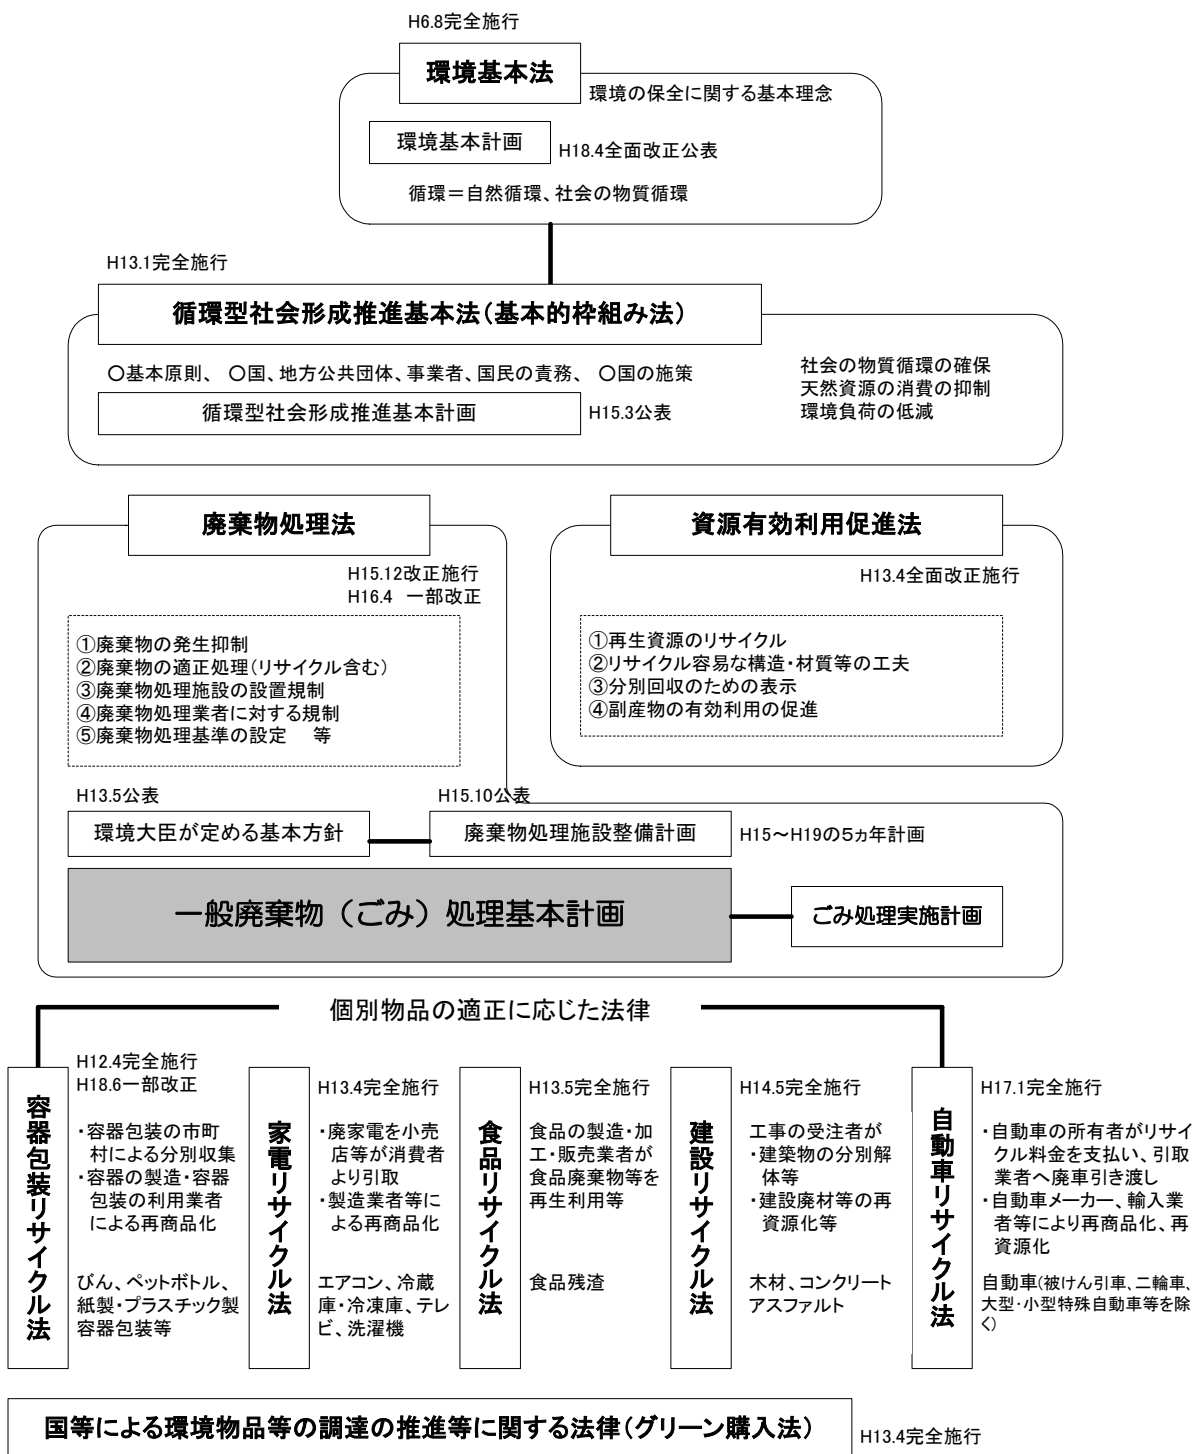 H6.8完全施行
環境基本法
環境の保全に関する基本理念
環境基本計画
H18.4全面改正公表
循環＝自然循環、社会の物質循環
H13.1完全施行
循環型社会形成推進基本法（基本的枠組み法）
○基本原則、 ○国、地方公共団体、事業者、国民の責務、 ○国の施策
社会の物質循環の確保
天然資源の消費の抑制
環境負荷の低減
循環型社会形成推進基本計画
H15.3公表
廃棄物処理法
H15.12改正施行
H16.4 一部改正
①廃棄物の発生抑制
②廃棄物の適正処理（リサイクル含む）
③廃棄物処理施設の設置規制
④廃棄物処理業者に対する規制
⑤廃棄物処理基準の設定 等
資源有効利用促進法
H13.4全面改正施行
①再生資源のリサイクル
②リサイクル容易な構造・材質等の工夫
③分別回収のための表示
④副産物の有効利用の促進
H13.5公表
環境大臣が定める基本方針
H15.10公表
廃棄物処理施設整備計画
H15～H19の5ヵ年計画
一般廃棄物（ごみ）処理基本計画
ごみ処理実施計画
個別物品の適正に応じた法律
容器包装リサイクル法
H12.4完全施行
H18.6一部改正
・容器包装の市町
村による分別収集
・容器の製造・容器
包装の利用業者
による再商品化
びん、ペットボトル、
紙製・プラスチック製
容器包装等
家電リサイクル法
H13.4完全施行
・廃家電を小売
店等が消費者
より引取
・製造業者等に
よる再商品化
エアコン、冷蔵
庫・冷凍庫、テレ
ビ、洗濯機
食品リサイクル法
H13.5完全施行
食品の製造・加
工・販売業者が
食品廃棄物等を
再生利用等
食品残渣
建設リサイクル法
H14.5完全施行
工事の受注者が
・建築物の分別解
体等
・建設廃材等の再
資源化等
木材、コンクリート
アスファルト
自動車リサイクル法
H17.1完全施行
・自動車の所有者がリサイ
クル料金を支払い、引取
業者へ廃車引き渡し
・自動車メーカー、輸入業
者等により再商品化、再
資源化
自動車（被けん引車、二輪車、
大型・小型特殊自動車等を除
く）
国等による環境物品等の調達の推進等に関する法律（グリーン購入法）
H13.4完全施行